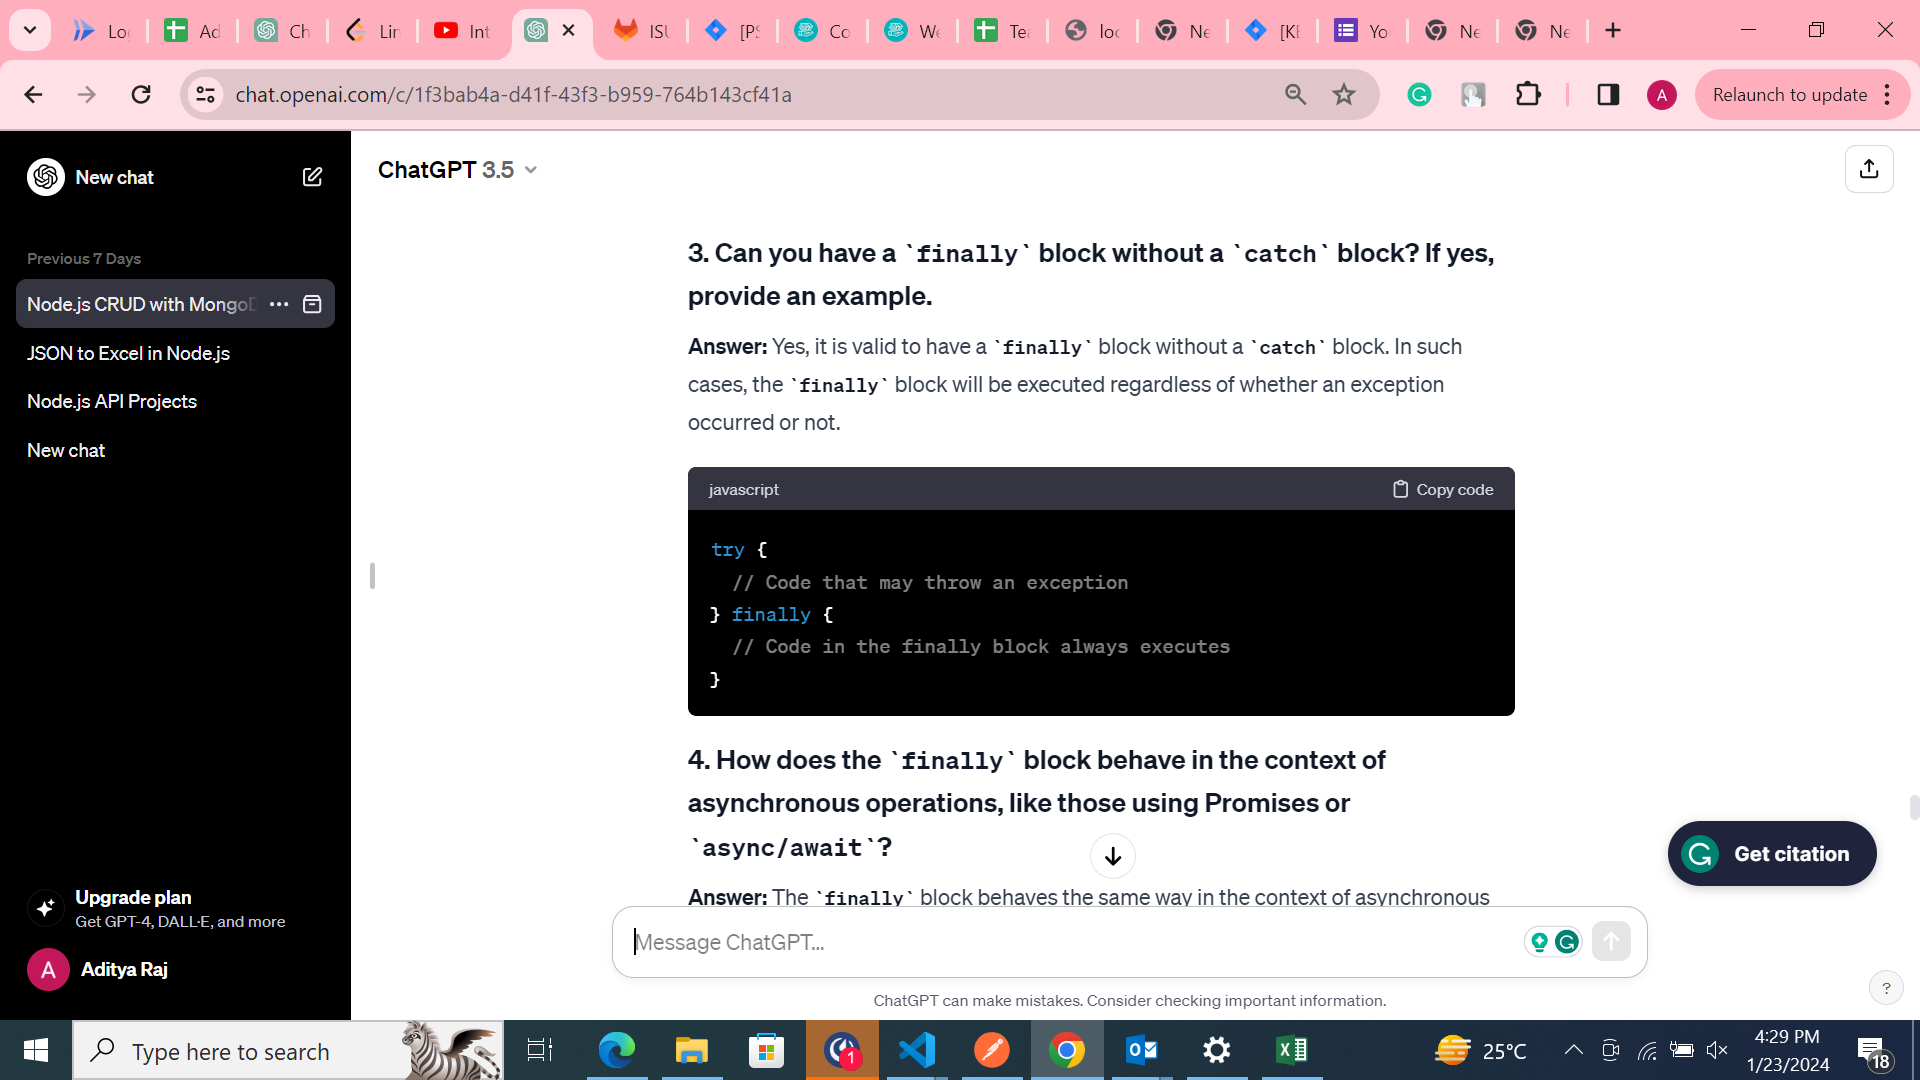 Lo
Ad
Ch
Lin
Int
ISU
[PS
Co
We
Tea
loc
Ne
[KE
Yo
Ne
Ne
chat.openai.com/c/1f3bab4a-d41f-43f3-b959-764b143cf41a
A
Relaunch to update
New chat
Previous 7 Days
Node.js CRUD with MongoD
JSON to Excel in Node.js
Node.js API Projects
New chat
Upgrade plan
Get GPT-4, DALL·E, and more
A
Aditya Raj
ChatGPT 3.5
3. Can you have a `finally` block without a `catch` block? If yes,
provide an example.
Answer: Yes, it is valid to have a `finally` block without a `catch` block. In such
cases, the `finally` block will be executed regardless of whether an exception
occurred or not.
javascript
Copy code
try {
// Code that may throw an exception
} finally {
// Code in the finally block always executes
}
4. How does the `finally` block behave in the context of
asynchronous operations, like those using Promises or
`async/await`?
Answer: The `finally` block behaves the same way in the context of asynchronous
Get citation
Message ChatGPT...
ChatGPT can make mistakes. Consider checking important information.
?
Type here to search
1
25°C
4:29 PM
1/23/2024
18